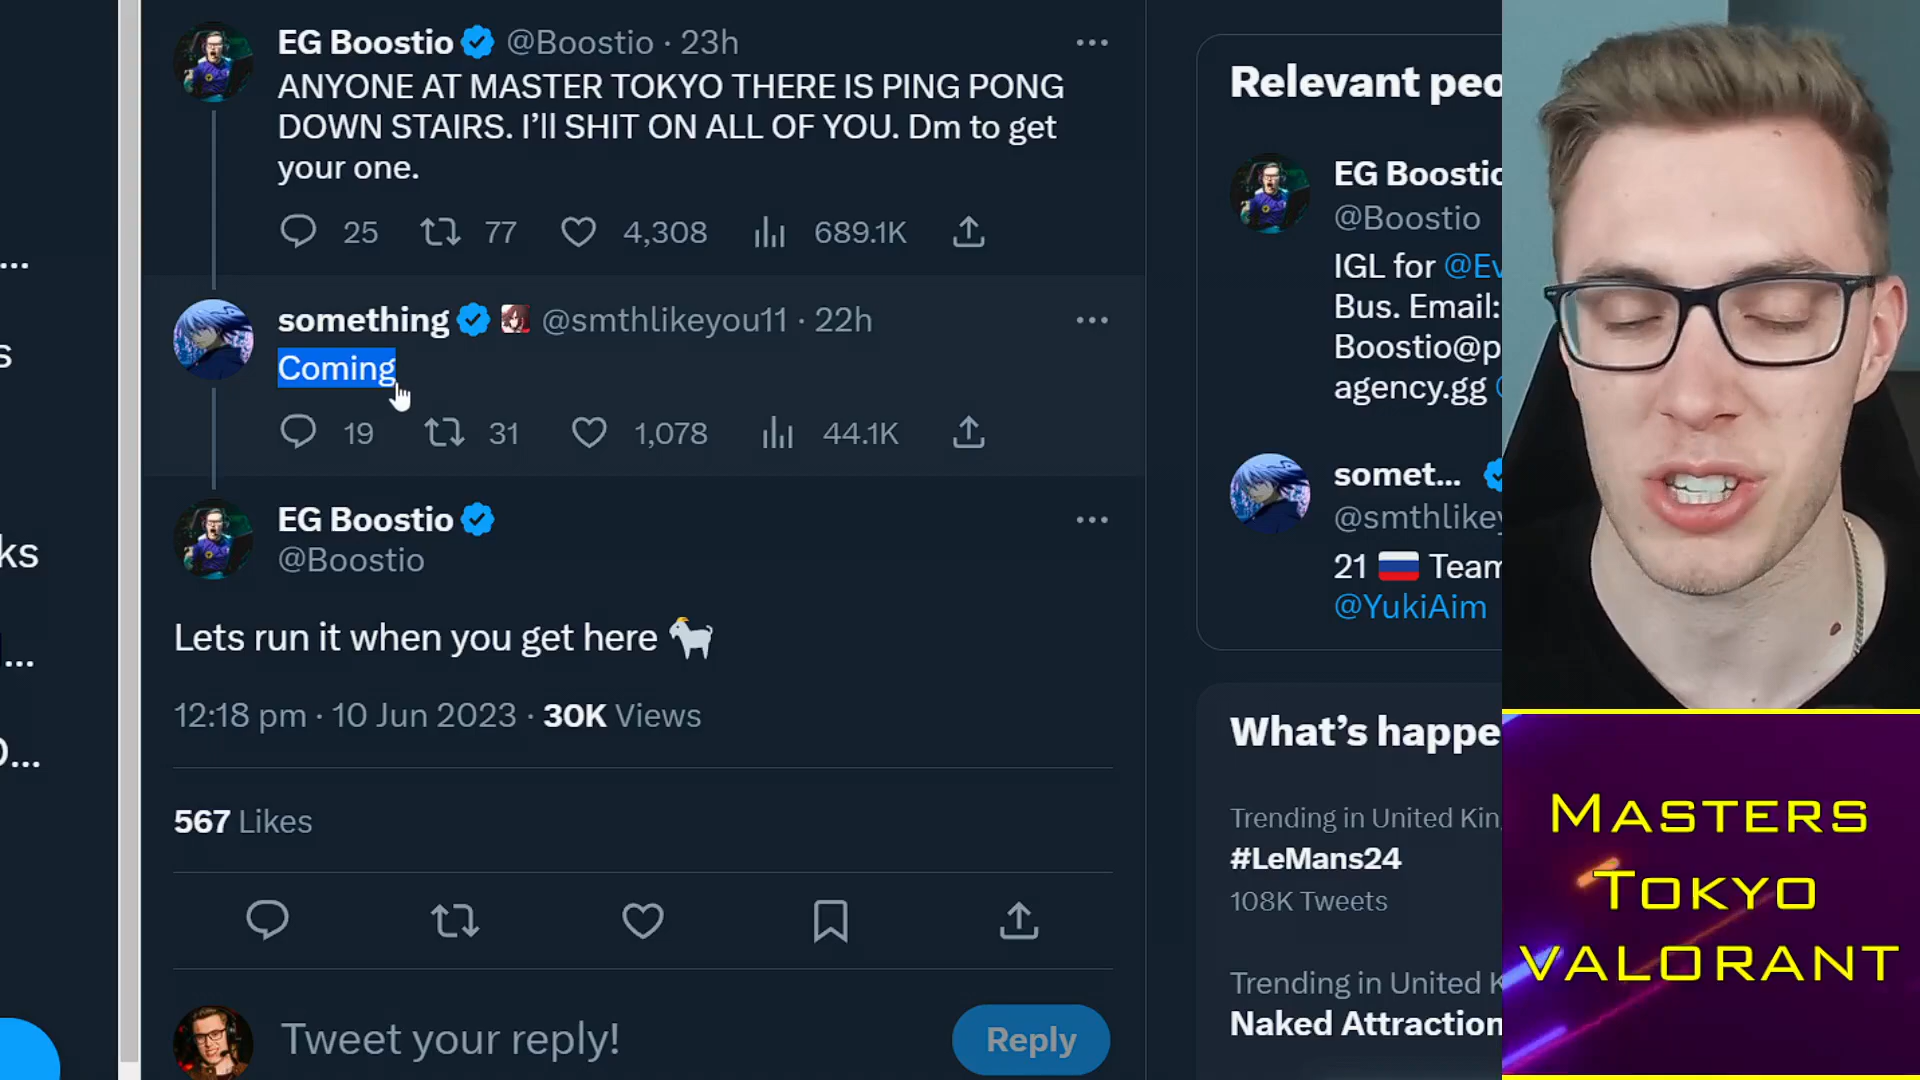 EG Boostio @Boostio · 23h
ANYONE AT MASTER TOKYO THERE IS PING PONG
DOWN STAIRS. I'll SHIT ON ALL OF YOU. Dm to get
your one.
25 77 4,308 689.1K
something @smthlikeyou11 · 22h
Coming
19 31 1,078 44.1K
EG Boostio
@Boostio
Lets run it when you get here 🐐
12:18 pm · 10 Jun 2023 · 30K Views
567 Likes
Tweet your reply!
Reply
...
s
ks
...
...
Relevant peo
EG Boostio
@Boostio
IGL for @Ev
Bus. Email:
Boostio@p
agency.gg
somet...
@smthlikey
21 🇷🇺 Team
@YukiAim
What's happe
Trending in United Kin
#LeMans24
108K Tweets
Trending in United K
Naked Attraction
MASTERS
TOKYO
VALORANT